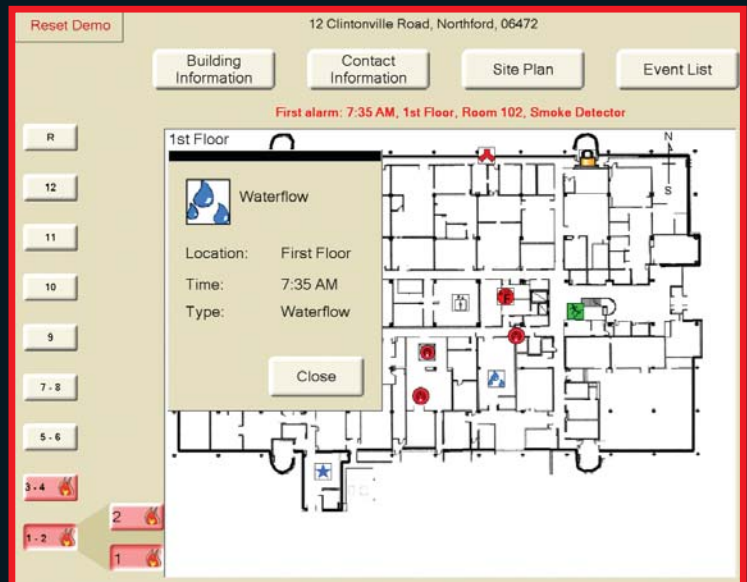 Reset Demo
12 Clintonville Road, Northford, 06472
Building
Information
Contact
Information
Site Plan
Event List
First alarm: 7:35 AM, 1st Floor, Room 102, Smoke Detector
R
12
11
10
9
7 - 8
5 - 6
3 - 4
1 - 2
2
1
1st Floor
Waterflow
Location: First Floor
Time: 7:35 AM
Type: Waterflow
Close
N
S